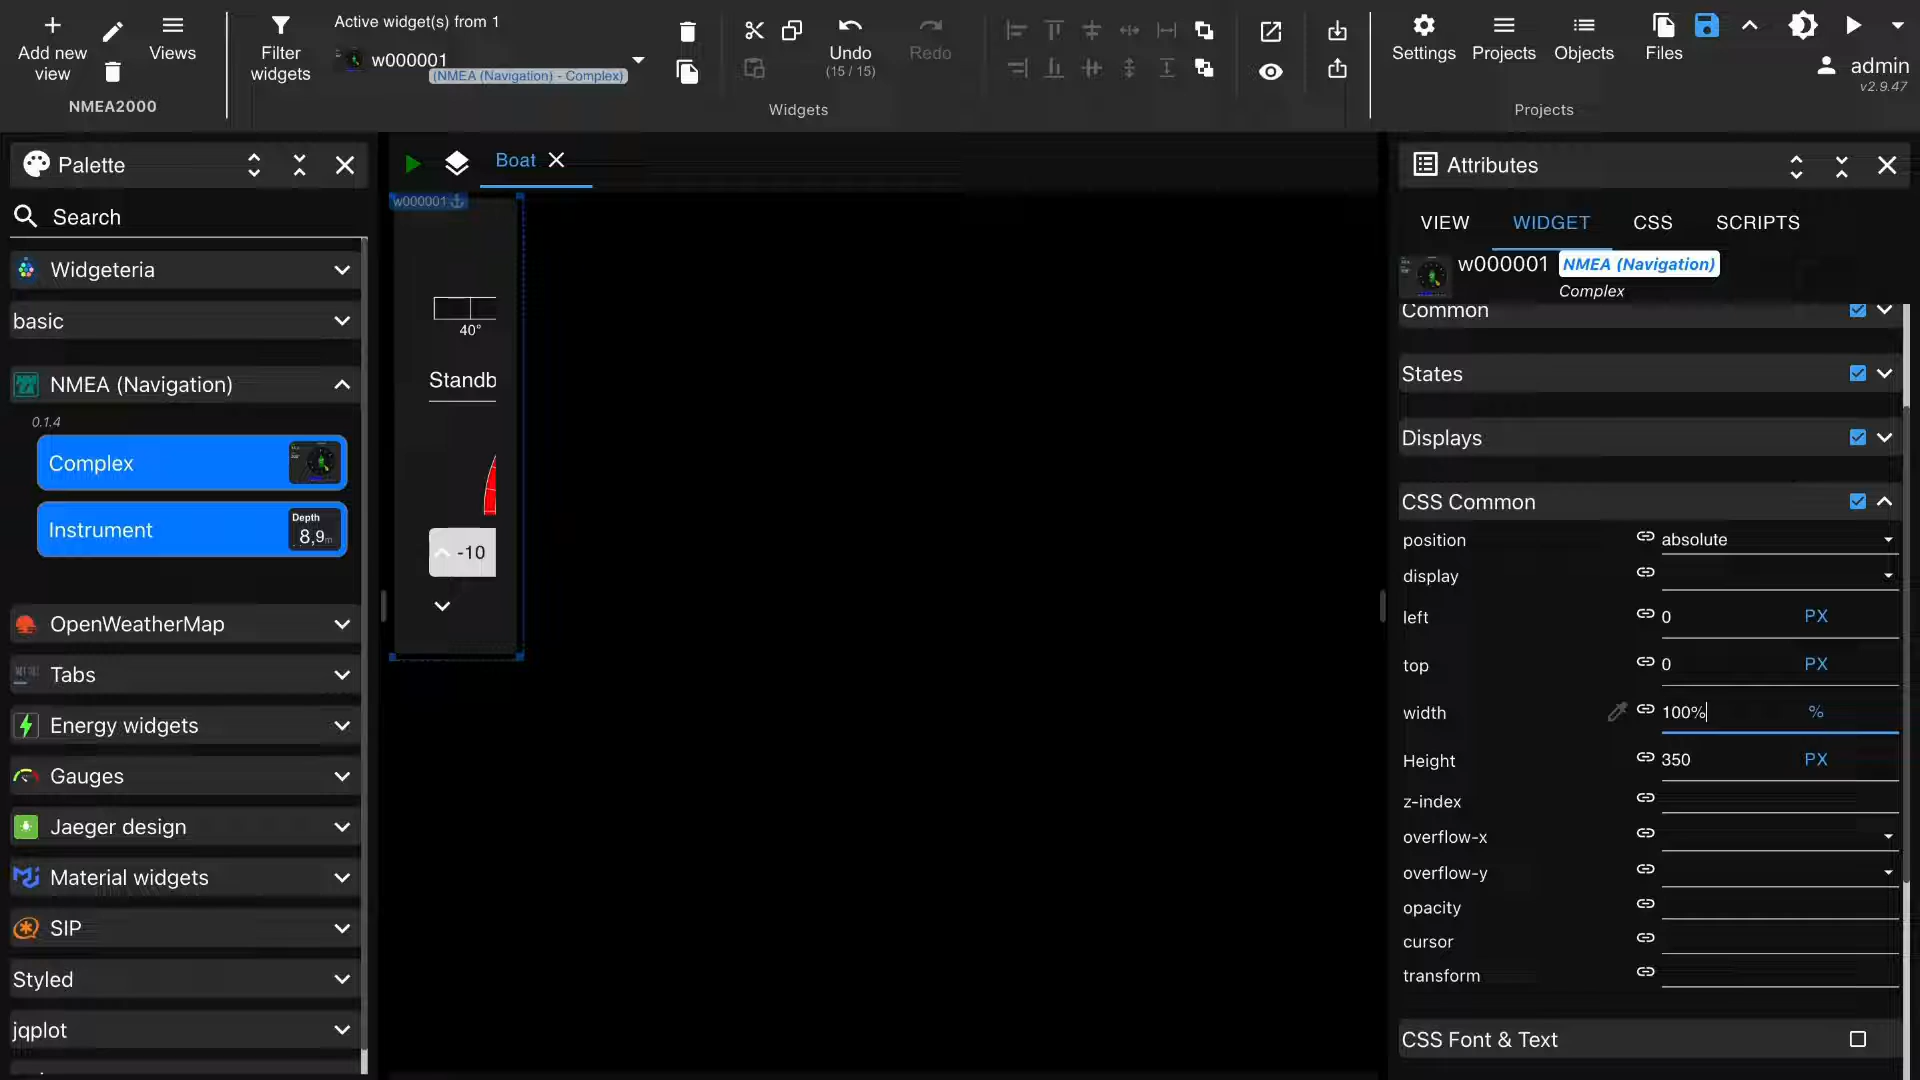 Add new view
Views
NMEA2000
Filter widgets
Active widget(s) from 1
w000001
(NMEA (Navigation) - Complex)
Undo
(15 / 15)
Redo
Widgets
Settings
Projects
Objects
Files
Projects
admin
v2.9.47
Palette
Search
Widgeteria
basic
NMEA (Navigation)
0.1.4
Complex
Instrument
Depth
8,9m
OpenWeatherMap
Tabs
Energy widgets
Gauges
Jaeger design
Material widgets
SIP
Styled
jqplot
Boat
w000001
40°
Standb
-10
Attributes
VIEW
WIDGET
CSS
SCRIPTS
w000001
NMEA (Navigation)
Complex
Common
States
Displays
CSS Common
position absolute
display
left 0 PX
top 0 PX
width 100% %
Height 350 PX
z-index
overflow-x
overflow-y
opacity
cursor
transform
CSS Font & Text